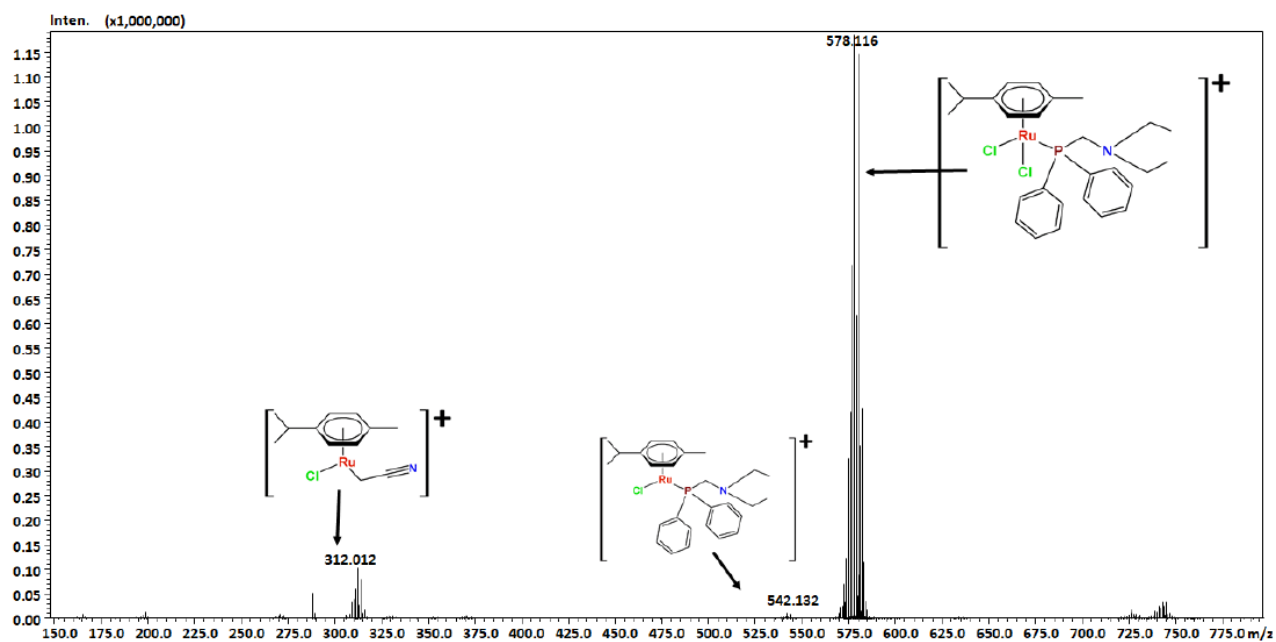 Inten. (x1,000,000)
1.15
1.10
1.05
1.00
0.95
0.90
0.85
0.80
0.75
0.70
0.65
0.60
0.55
0.50
0.45
0.40
0.35
0.30
0.25
0.20
0.15
0.10
0.05
0.00
578.116
+
Ru
Cl
P
N
Cl
+
Ru
N
Cl
312.012
+
Ru
Cl
P
N
542.132
150.0 175.0 200.0 225.0 250.0 275.0 300.0 325.0 350.0 375.0 400.0 425.0 450.0 475.0 500.0 525.0 550.0 575.0 600.0 625.0 650.0 675.0 700.0 725.0 750.0 775.0 m/z